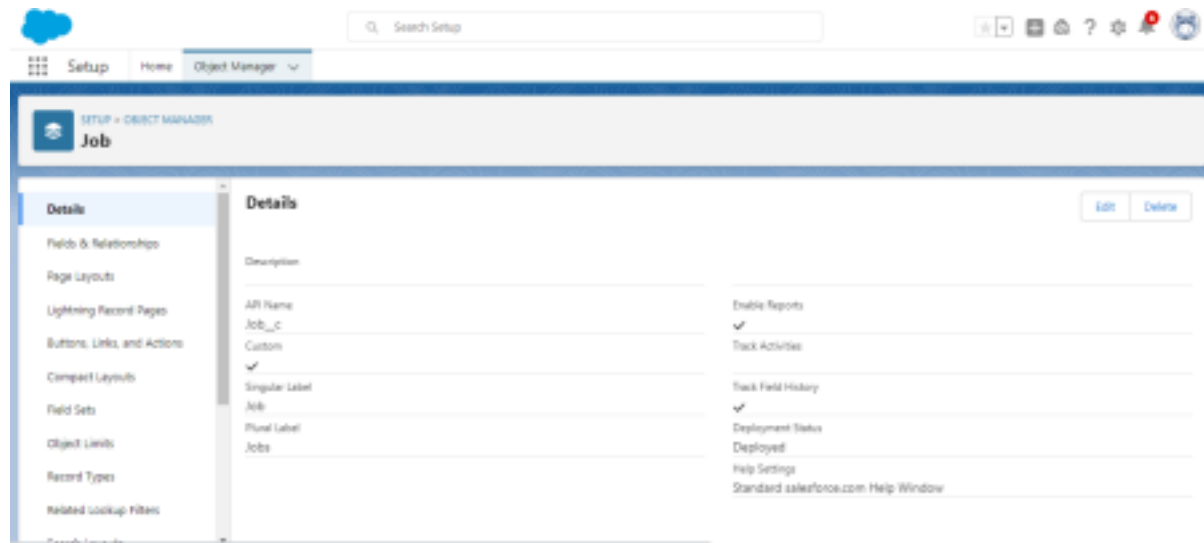 Search Setup
Setup
Home
Object Manager
SETUP > OBJECT MANAGER
Job
Details
Fields & Relationships
Page Layouts
Lightning Record Pages
Buttons, Links, and Actions
Compact Layouts
Field Sets
Object Limits
Record Types
Related Lookup Filters
Search Layouts
Details
Edit
Delete
Description
API Name
Job__c
Custom
Singular Label
Job
Plural Label
Jobs
Enable Reports
Track Activities
Track Field History
Deployment Status
Deployed
Help Settings
Standard salesforce.com Help Window